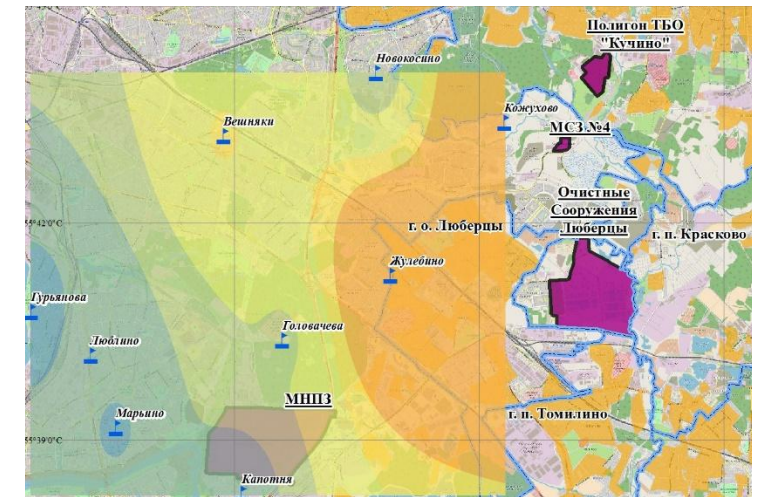 Полигон ТБО
"Кучино"
Новокосино
Кожухово
Вешняки
МСЗ №4
Очистные
Сооружения
Люберцы
55°42'0"С
г. о. Люберцы
г. п. Красково
Жулебино
Гурьянова
Головачева
Люблино
МНПЗ
Марьино
г. п. Томилино
55°39'0"С
Капотня